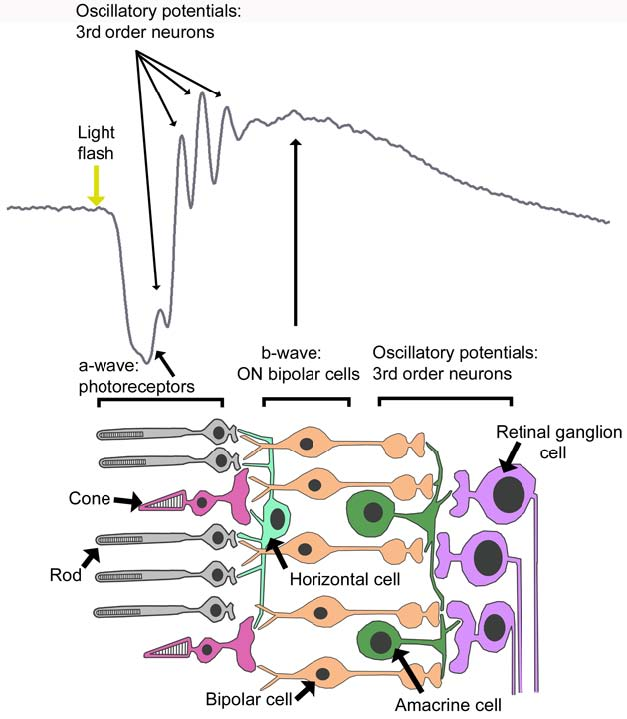 Oscillatory potentials:
3rd order neurons
Light
flash
a-wave:
photoreceptors
b-wave:
ON bipolar cells
Oscillatory potentials:
3rd order neurons
Retinal ganglion
cell
Cone
Rod
Horizontal cell
Bipolar cell
Amacrine cell